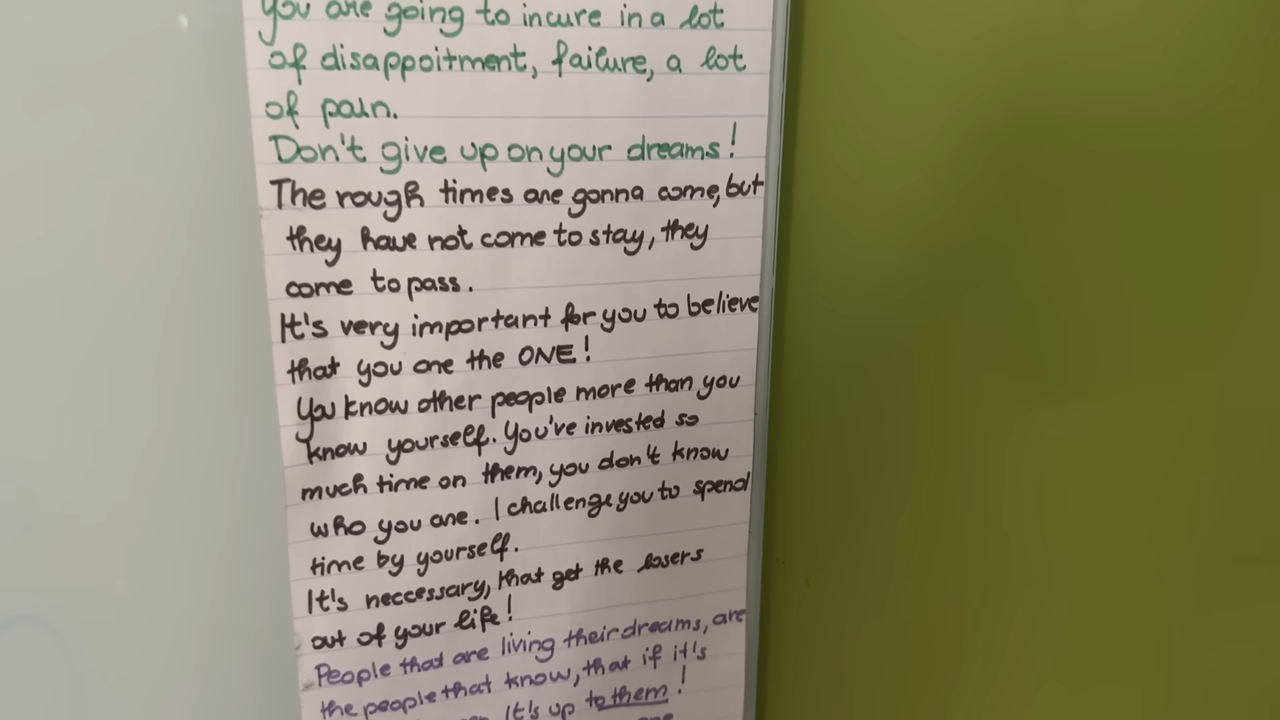 you are going to incure in a lot
of disappoitment, failure, a lot
of pain.
Don't give up on your dreams!
The rough times are gonna come, but
they have not come to stay, they
come to pass.
It's very important for you to believe
that you are the ONE!
You know other people more than you
know yourself. You've invested so
much time on them, you don't know
who you are. I challenge you to spend
time by yourself.
It's neccessary, that get the losers
out of your life!
People that are living their dreams, are
the people that know, that if it's
it's up to them!